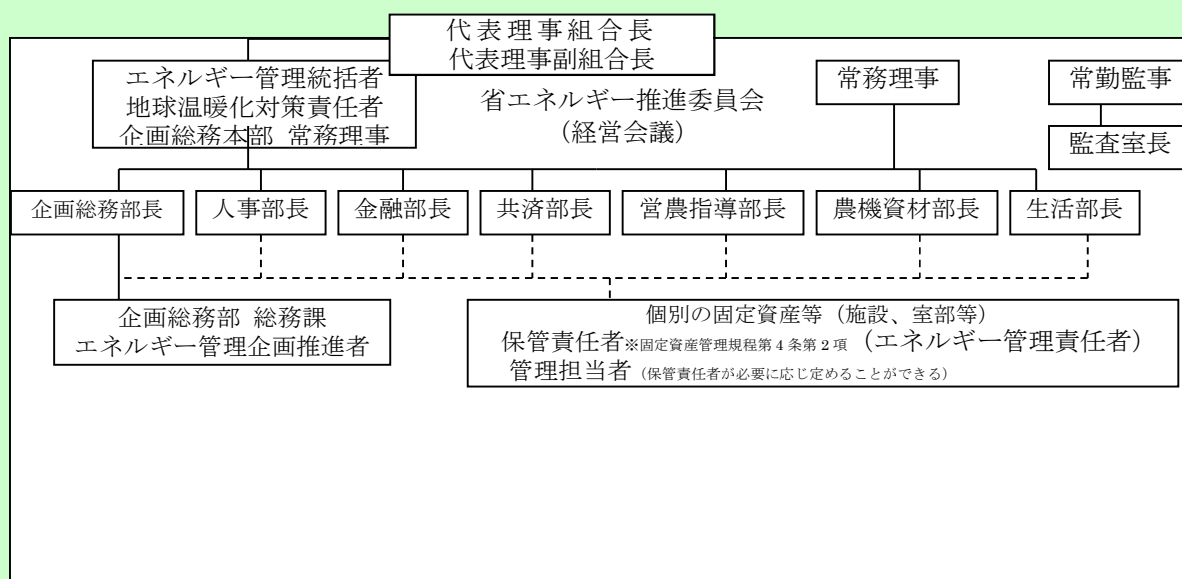 代表理事組合長
代表理事副組合長
エネルギー管理統括者
地球温暖化対策責任者
企画総務本部 常務理事
省エネルギー推進委員会
（経営会議）
常務理事
常勤監事
監査室長
企画総務部長
人事部長
金融部長
共済部長
営農指導部長
農機資材部長
生活部長
企画総務部 総務課
エネルギー管理企画推進者
個別の固定資産等（施設、室部等）
保管責任者※固定資産管理規程第4条第2項 （エネルギー管理責任者）
管理担当者（保管責任者が必要に応じ定めることができる）